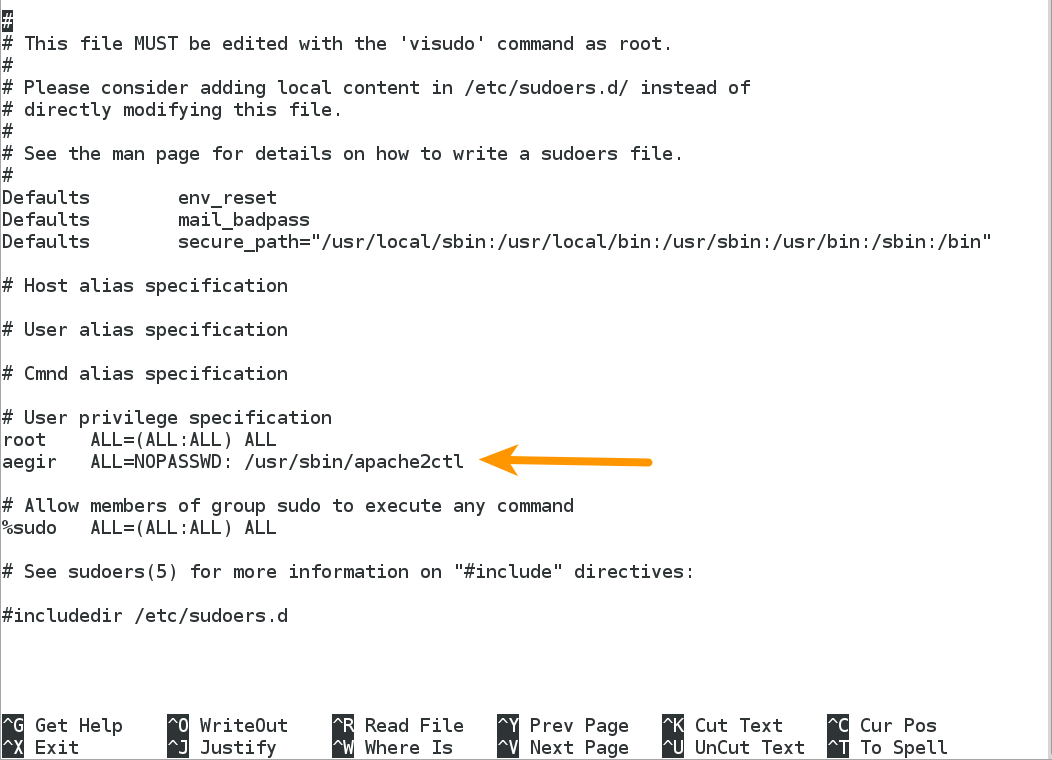 #
# This file MUST be edited with the 'visudo' command as root.
#
# Please consider adding local content in /etc/sudoers.d/ instead of
# directly modifying this file.
#
# See the man page for details on how to write a sudoers file.
#
Defaults        env_reset
Defaults        mail_badpass
Defaults        secure_path="/usr/local/sbin:/usr/local/bin:/usr/sbin:/usr/bin:/sbin:/bin"

# Host alias specification

# User alias specification

# Cmnd alias specification

# User privilege specification
root    ALL=(ALL:ALL) ALL
aegir   ALL=NOPASSWD: /usr/sbin/apache2ctl

# Allow members of group sudo to execute any command
%sudo   ALL=(ALL:ALL) ALL

# See sudoers(5) for more information on "#include" directives:

#includedir /etc/sudoers.d

^G Get Help    ^O WriteOut    ^R Read File   ^Y Prev Page   ^K Cut Text    ^C Cur Pos
^X Exit        ^J Justify     ^W Where Is    ^V Next Page   ^U UnCut Text  ^T To Spell